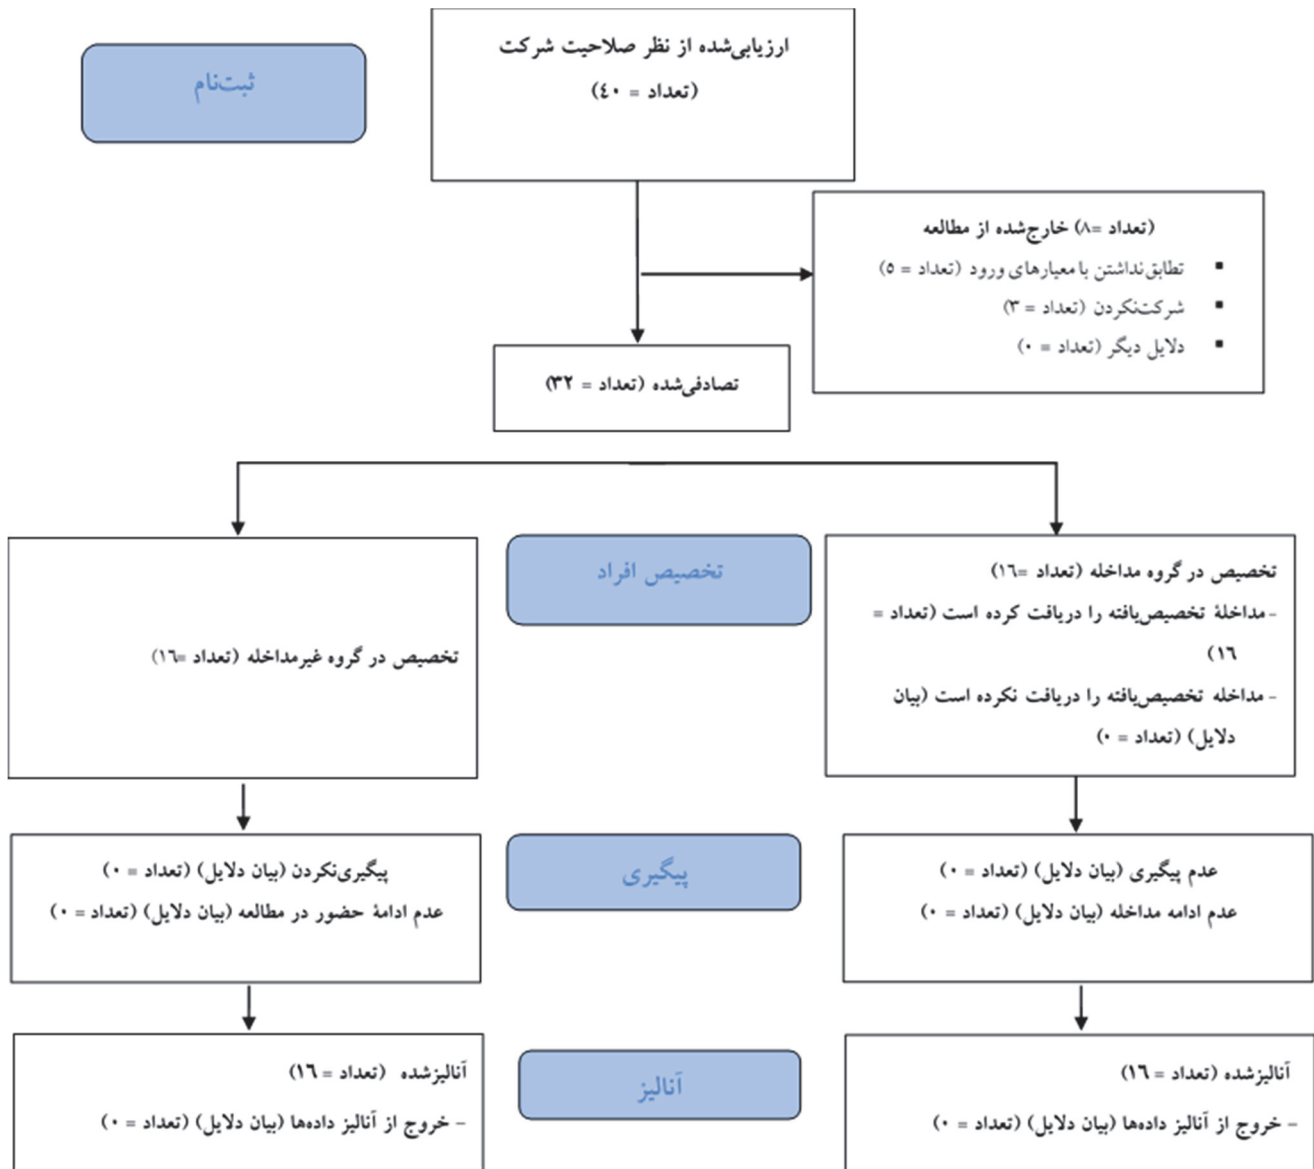 ثبت‌نام
ارزیابی‌شده از نظر صلاحیت شرکت
(تعداد = ٤٠)
(تعداد =٨) خارج‌شده از مطالعه
▪ تطابق‌نداشتن با معیارهای ورود (تعداد = ٥)
▪ شرکت‌نکردن (تعداد = ٣)
▪ دلایل دیگر (تعداد = ٠)
تصادفی‌شده (تعداد = ٣٢)
تخصیص افراد
تخصیص در گروه مداخله (تعداد =١٦)
- مداخلهٔ تخصیص‌یافته را دریافت کرده است (تعداد =
١٦)
- مداخله تخصیص‌یافته را دریافت نکرده است (بیان
دلایل) (تعداد = ٠)
تخصیص در گروه غیرمداخله (تعداد =١٦)
پیگیری
عدم پیگیری (بیان دلایل) (تعداد = ٠)
عدم ادامه مداخله (بیان دلایل) (تعداد = ٠)
پیگیری‌نکردن (بیان دلایل) (تعداد = ٠)
عدم ادامهٔ حضور در مطالعه (بیان دلایل) (تعداد = ٠)
آنالیز
آنالیزشده (تعداد = ١٦)
- خروج از آنالیز داده‌ها (بیان دلایل) (تعداد = ٠)
آنالیزشده (تعداد = ١٦)
- خروج از آنالیز داده‌ها (بیان دلایل) (تعداد = ٠)